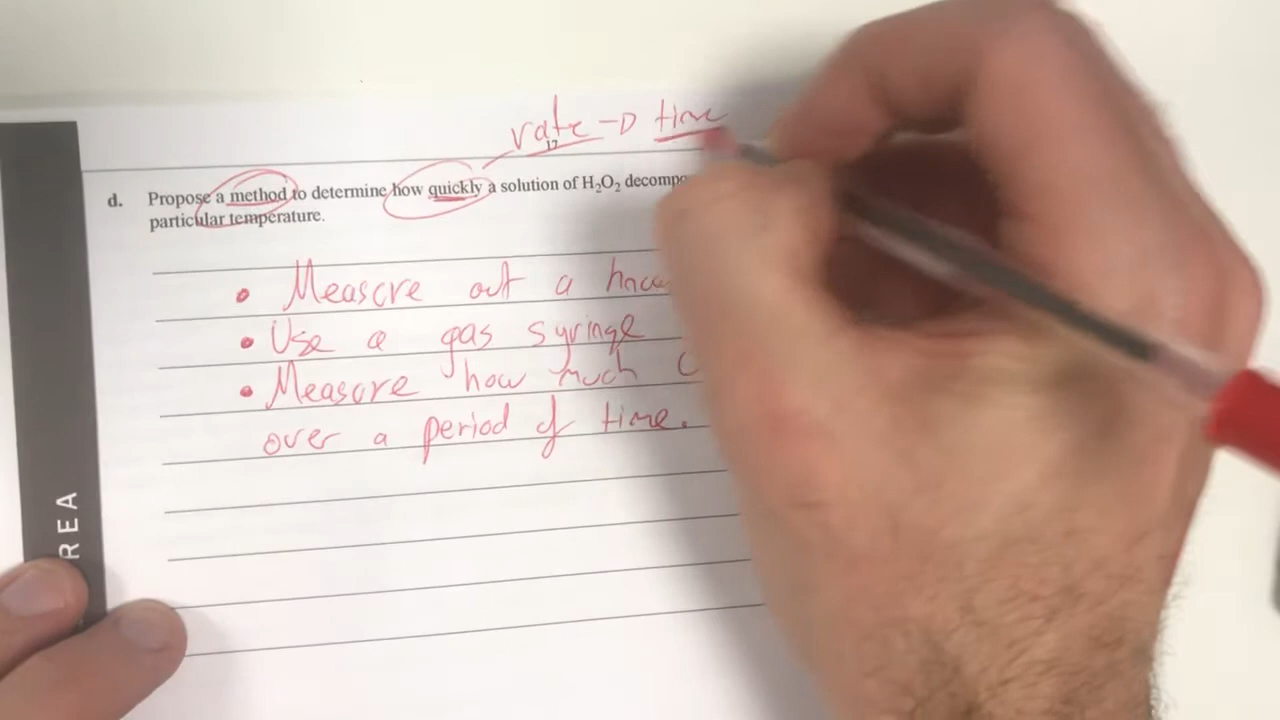 rate → time
17
d. Propose a method to determine how quickly a solution of H₂O₂
particular temperature.
• Measure out a
• Use a gas syringe
• Measure how much
over a period of time.
REA